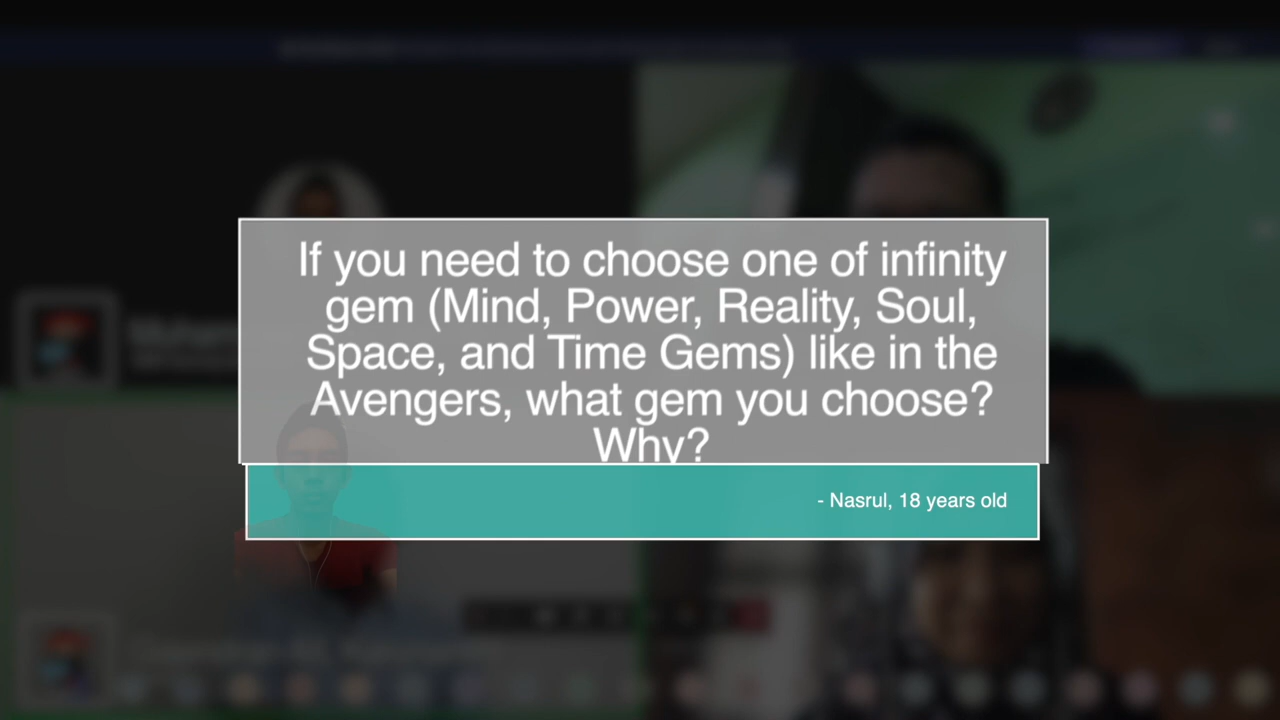 If you need to choose one of infinity
gem (Mind, Power, Reality, Soul,
Space, and Time Gems) like in the
Avengers, what gem you choose?
Why?
- Nasrul, 18 years old